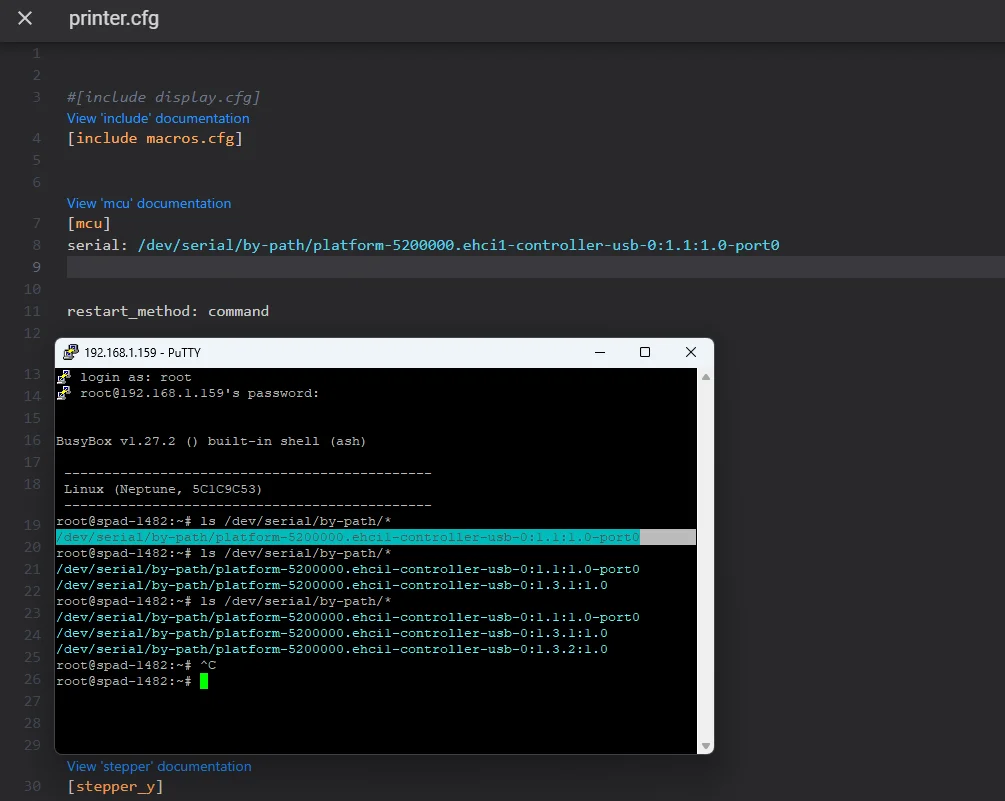 printer.cfg
1
2
3 #[include display.cfg]
View 'include' documentation
4 [include macros.cfg]
5
6
View 'mcu' documentation
7 [mcu]
8 serial: /dev/serial/by-path/platform-5200000.ehci1-controller-usb-0:1.1:1.0-port0
9
10
11 restart_method: command
12
192.168.1.159 - PuTTY
13 login as: root
14 root@192.168.1.159's password:
15
16 BusyBox v1.27.2 () built-in shell (ash)
17
-----------------------------------------------
18 Linux (Neptune, 5C1C9C53)
-----------------------------------------------
19 root@spad-1482:~# ls /dev/serial/by-path/*
20 /dev/serial/by-path/platform-5200000.ehci1-controller-usb-0:1.1:1.0-port0
root@spad-1482:~# ls /dev/serial/by-path/*
21 /dev/serial/by-path/platform-5200000.ehci1-controller-usb-0:1.1:1.0-port0
22 /dev/serial/by-path/platform-5200000.ehci1-controller-usb-0:1.3.1:1.0
root@spad-1482:~# ls /dev/serial/by-path/*
23 /dev/serial/by-path/platform-5200000.ehci1-controller-usb-0:1.1:1.0-port0
24 /dev/serial/by-path/platform-5200000.ehci1-controller-usb-0:1.3.1:1.0
25 /dev/serial/by-path/platform-5200000.ehci1-controller-usb-0:1.3.2:1.0
root@spad-1482:~# ^C
26 root@spad-1482:~#
27
28
29
View 'stepper' documentation
30 [stepper_y]